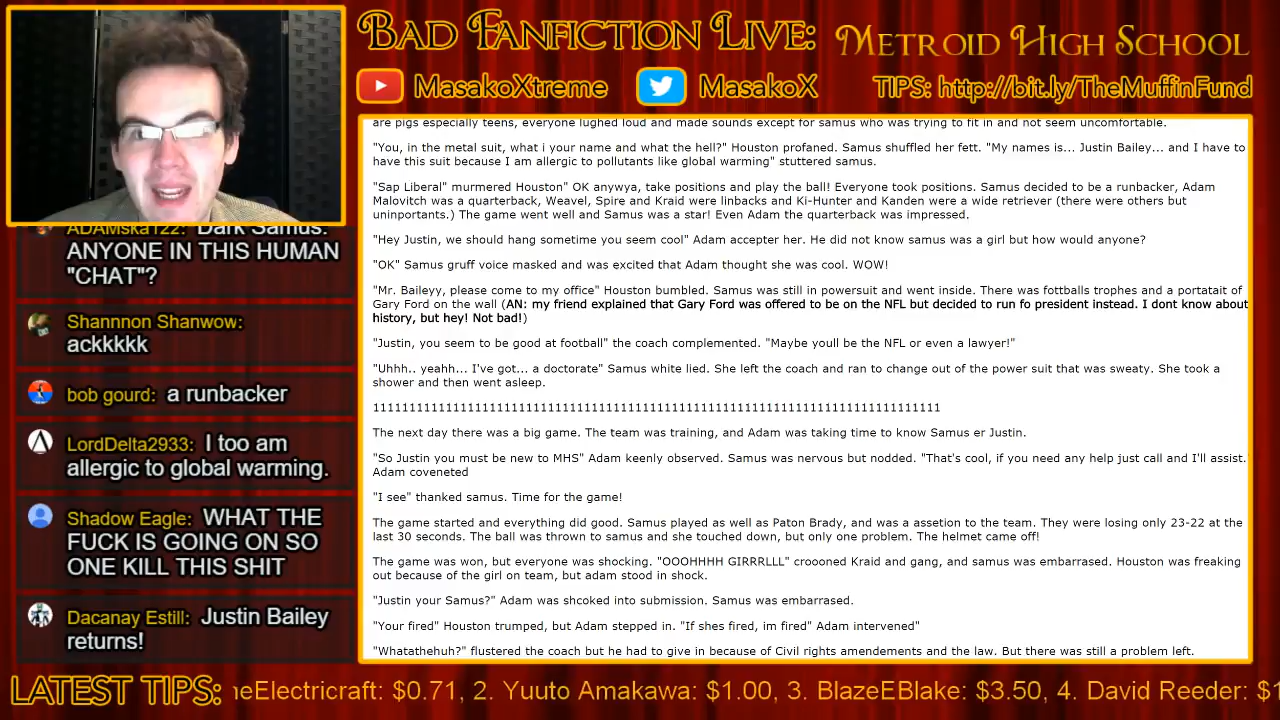 BAD FANFICTION LIVE: METROID HIGH SCHOOL
MasakoXtreme MasakoX TIPS: http://bit.ly/TheMuffinFund
ADAMska122: Dark Samus:
ANYONE IN THIS HUMAN
"CHAT"?
Shannnon Shanwow:
ackkkkk
bob gourd: a runbacker
LordDelta2933: I too am
allergic to global warming.
Shadow Eagle: WHAT THE
FUCK IS GOING ON SO
ONE KILL THIS SHIT
Dacanay Estill: Justin Bailey
returns!
are pigs especially teens, everyone lughed loud and made sounds except for samus who was trying to fit in and not seem uncomfortable.
"You, in the metal suit, what i your name and what the hell?" Houston profaned. Samus shuffled her fett. "My names is... Justin Bailey... and I have to
have this suit because I am allergic to pollutants like global warming" stuttered samus.
"Sap Liberal" murmered Houston" OK anywya, take positions and play the ball! Everyone took positions. Samus decided to be a runbacker, Adam
Malovitch was a quarterback, Weavel, Spire and Kraid were linbacks and Ki-Hunter and Kanden were a wide retriever (there were others but
uninportants.) The game went well and Samus was a star! Even Adam the quarterback was impressed.
"Hey Justin, we should hang sometime you seem cool" Adam accepter her. He did not know samus was a girl but how would anyone?
"OK" Samus gruff voice masked and was excited that Adam thought she was cool. WOW!
"Mr. Baileyy, please come to my office" Houston bumbled. Samus was still in powersuit and went inside. There was fottballs trophes and a portatait of
Gary Ford on the wall (AN: my friend explained that Gary Ford was offered to be on the NFL but decided to run fo president instead. I dont know about
history, but hey! Not bad!)
"Justin, you seem to be good at football" the coach complemented. "Maybe youll be the NFL or even a lawyer!"
"Uhhh.. yeahh... I've got... a doctorate" Samus white lied. She left the coach and ran to change out of the power suit that was sweaty. She took a
shower and then went asleep.
111111111111111111111111111111111111111111111111111111111111111111111111111111
The next day there was a big game. The team was training, and Adam was taking time to know Samus er Justin.
"So Justin you must be new to MHS" Adam keenly observed. Samus was nervous but nodded. "That's cool, if you need any help just call and I'll assist."
Adam coveneted
"I see" thanked samus. Time for the game!
The game started and everything did good. Samus played as well as Paton Brady, and was a assetion to the team. They were losing only 23-22 at the
last 30 seconds. The ball was thrown to samus and she touched down, but only one problem. The helmet came off!
The game was won, but everyone was shocking. "OOOHHHH GIRRRLLL" croooned Kraid and gang, and samus was embarrased. Houston was freaking
out because of the girl on team, but adam stood in shock.
"Justin your Samus?" Adam was shcoked into submission. Samus was embarrased.
"Your fired" Houston trumped, but Adam stepped in. "If shes fired, im fired" Adam intervened"
"Whatathehuh?" flustered the coach but he had to give in because of Civil rights amendements and the law. But there was still a problem left.
LATEST TIPS: eElectricraft: $0.71, 2. Yuuto Amakawa: $1.00, 3. BlazeEBlake: $3.50, 4. David Reeder: $1